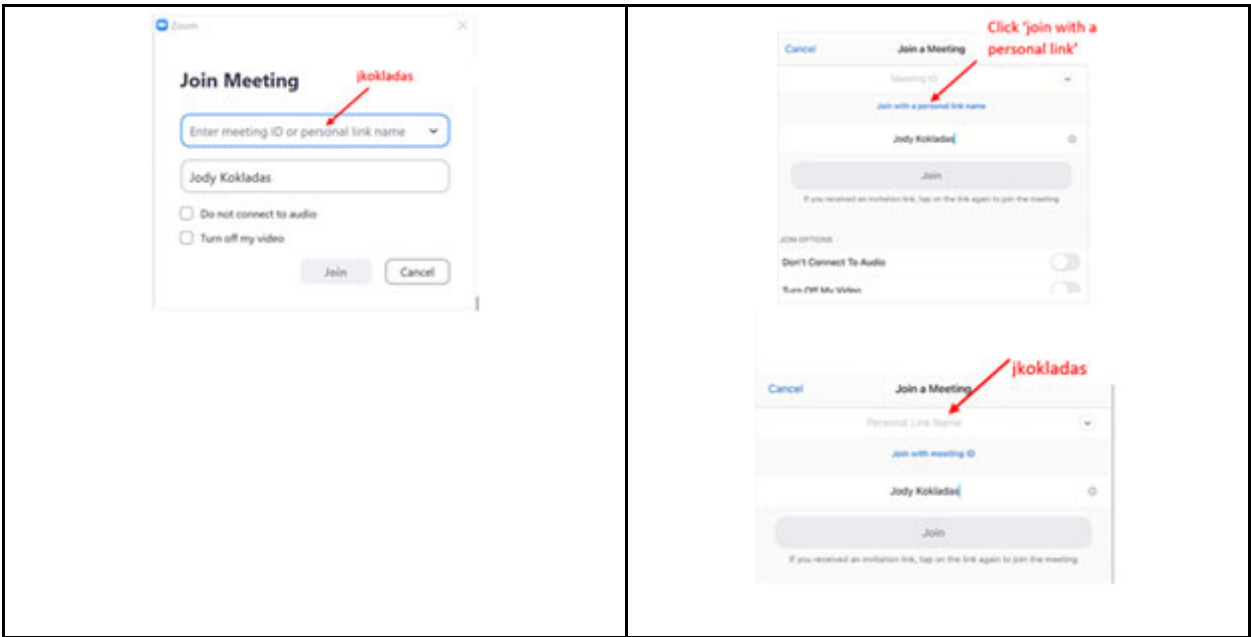 Zoom
Join Meeting
jkokladas
Enter meeting ID or personal link name
Jody Kokladas
Do not connect to audio
Turn off my video
Join
Cancel
Click 'join with a
personal link'
Cancel
Join a Meeting
Meeting ID
Join with a personal link name
Jody Kokladas
Join
If you received an invitation link, tap on the link again to join the meeting
JOIN OPTIONS
Don't Connect To Audio
Turn Off My Video
jkokladas
Cancel
Join a Meeting
Personal Link Name
Join with meeting ID
Jody Kokladas
Join
If you received an invitation link, tap on the link again to join the meeting